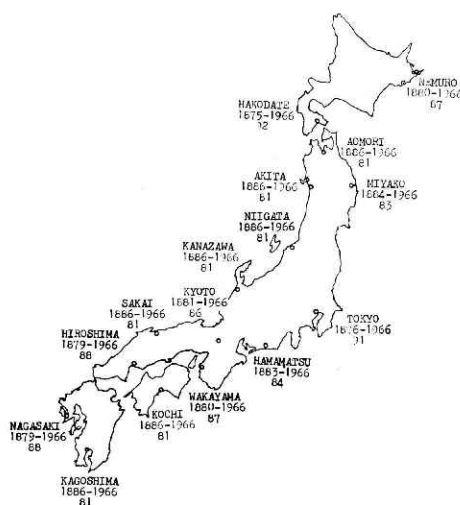 NEMURO
1880-1966
87
HAKODATE
1875-1966
92
AOMORI
1886-1966
81
AKITA
1886-1966
81
MIYAKO
1884-1966
83
NIIGATA
1886-1966
81
KANAZAWA
1886-1966
81
KYOTO
1881-1966
86
SAKAI
1886-1966
81
HIROSHIMA
1879-1966
88
TOKYO
1876-1966
91
HAMAMATSU
1883-1966
84
WAKAYAMA
1880-1966
87
KOCHI
1886-1966
81
NAGASAKI
1879-1966
88
KAGOSHIMA
1886-1966
81